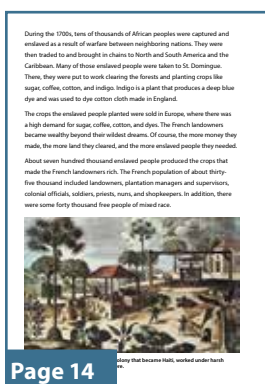 During the 1700s, tens of thousands of African peoples were captured and
enslaved as a result of warfare between neighboring nations. They were
then traded to and brought in chains to North and South America and the
Caribbean. Many of those enslaved people were taken to St. Domingue.
There, they were put to work clearing the forests and planting crops like
sugar, coffee, cotton, and indigo. Indigo is a plant that produces a deep blue
dye and was used to dye cotton cloth made in England.
The crops the enslaved people planted were sold in Europe, where there was
a high demand for sugar, coffee, cotton, and dyes. The French landowners
became wealthy beyond their wildest dreams. Of course, the more money they
made, the more land they cleared, and the more enslaved people they needed.
About seven hundred thousand enslaved people produced the crops that
made the French landowners rich. The French population of about thirty-
five thousand included landowners, plantation managers and supervisors,
colonial officials, soldiers, priests, nuns, and shopkeepers. In addition, there
were some forty thousand free people of mixed race.
colony that became Haiti, worked under harsh
Page 14